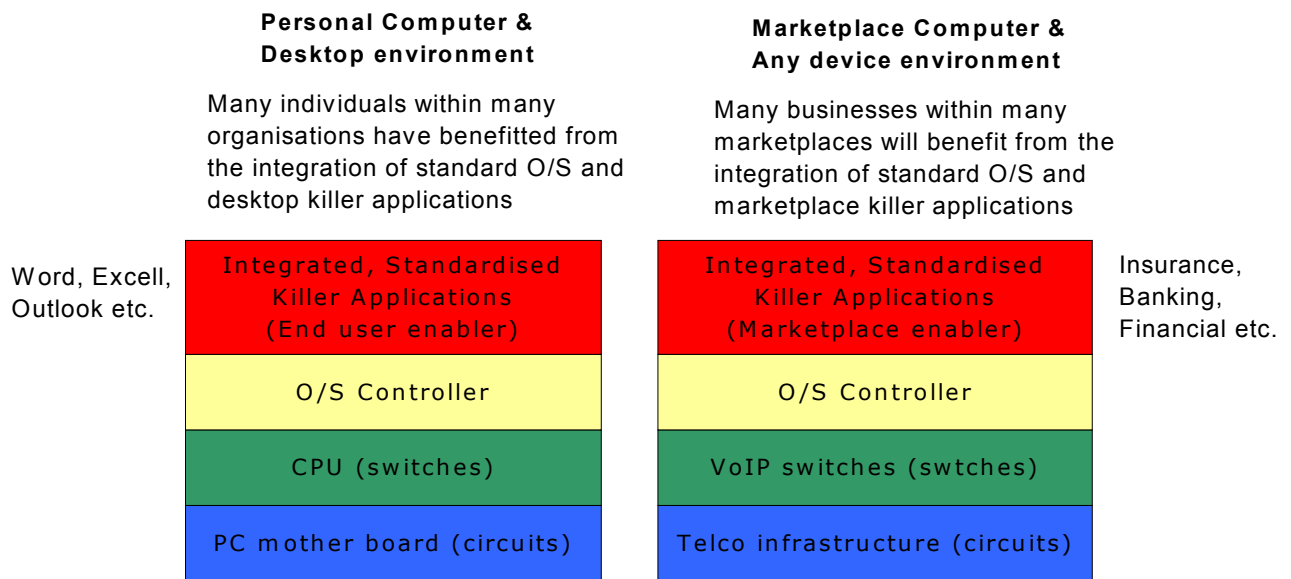 Personal Computer &
Desktop environment
Many individuals within many
organisations have benefitted from
the integration of standard O/S and
desktop killer applications
Word, Excell,
Outlook etc.
Integrated, Standardised
Killer Applications
(End user enabler)
O/S Controller
CPU (switches)
PC mother board (circuits)
Marketplace Computer &
Any device environment
Many businesses within many
marketplaces will benefit from the
integration of standard O/S and
marketplace killer applications
Integrated, Standardised
Killer Applications
(Marketplace enabler)
Insurance,
Banking,
Financial etc.
O/S Controller
VoIP switches (swtches)
Telco infrastructure (circuits)